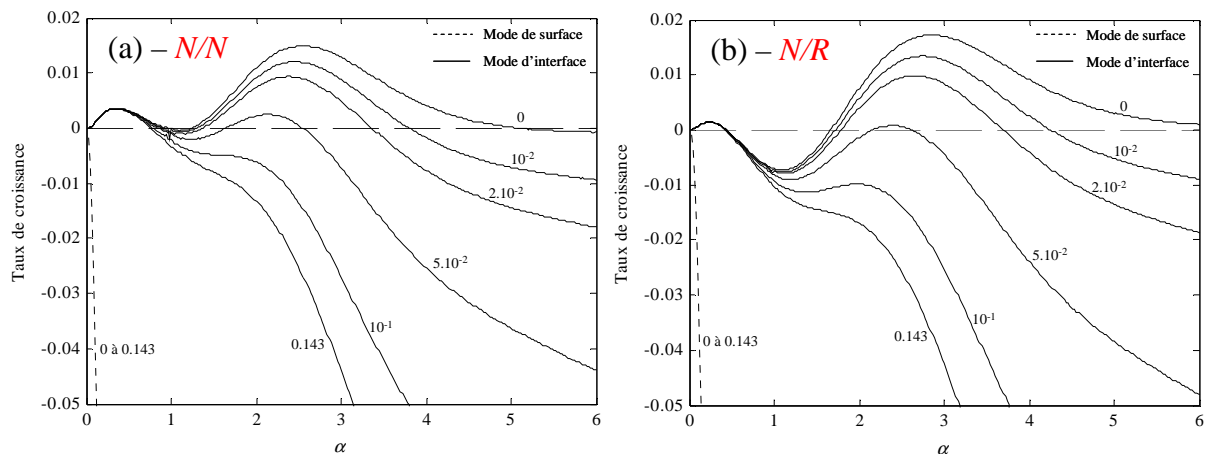 (a) – N/N
Mode de surface
Mode d'interface
0.02
0.01
0
-0.01
-0.02
-0.03
-0.04
-0.05
Taux de croissance
0
10-2
2.10-2
5.10-2
10-1
0.143
0 à 0.143
0 1 2 3 4 5 6
α
(b) – N/R
Mode de surface
Mode d'interface
0.02
0.01
0
-0.01
-0.02
-0.03
-0.04
-0.05
Taux de croissance
0
10-2
2.10-2
5.10-2
10-1
0.143
0 à 0.143
0 1 2 3 4 5 6
α